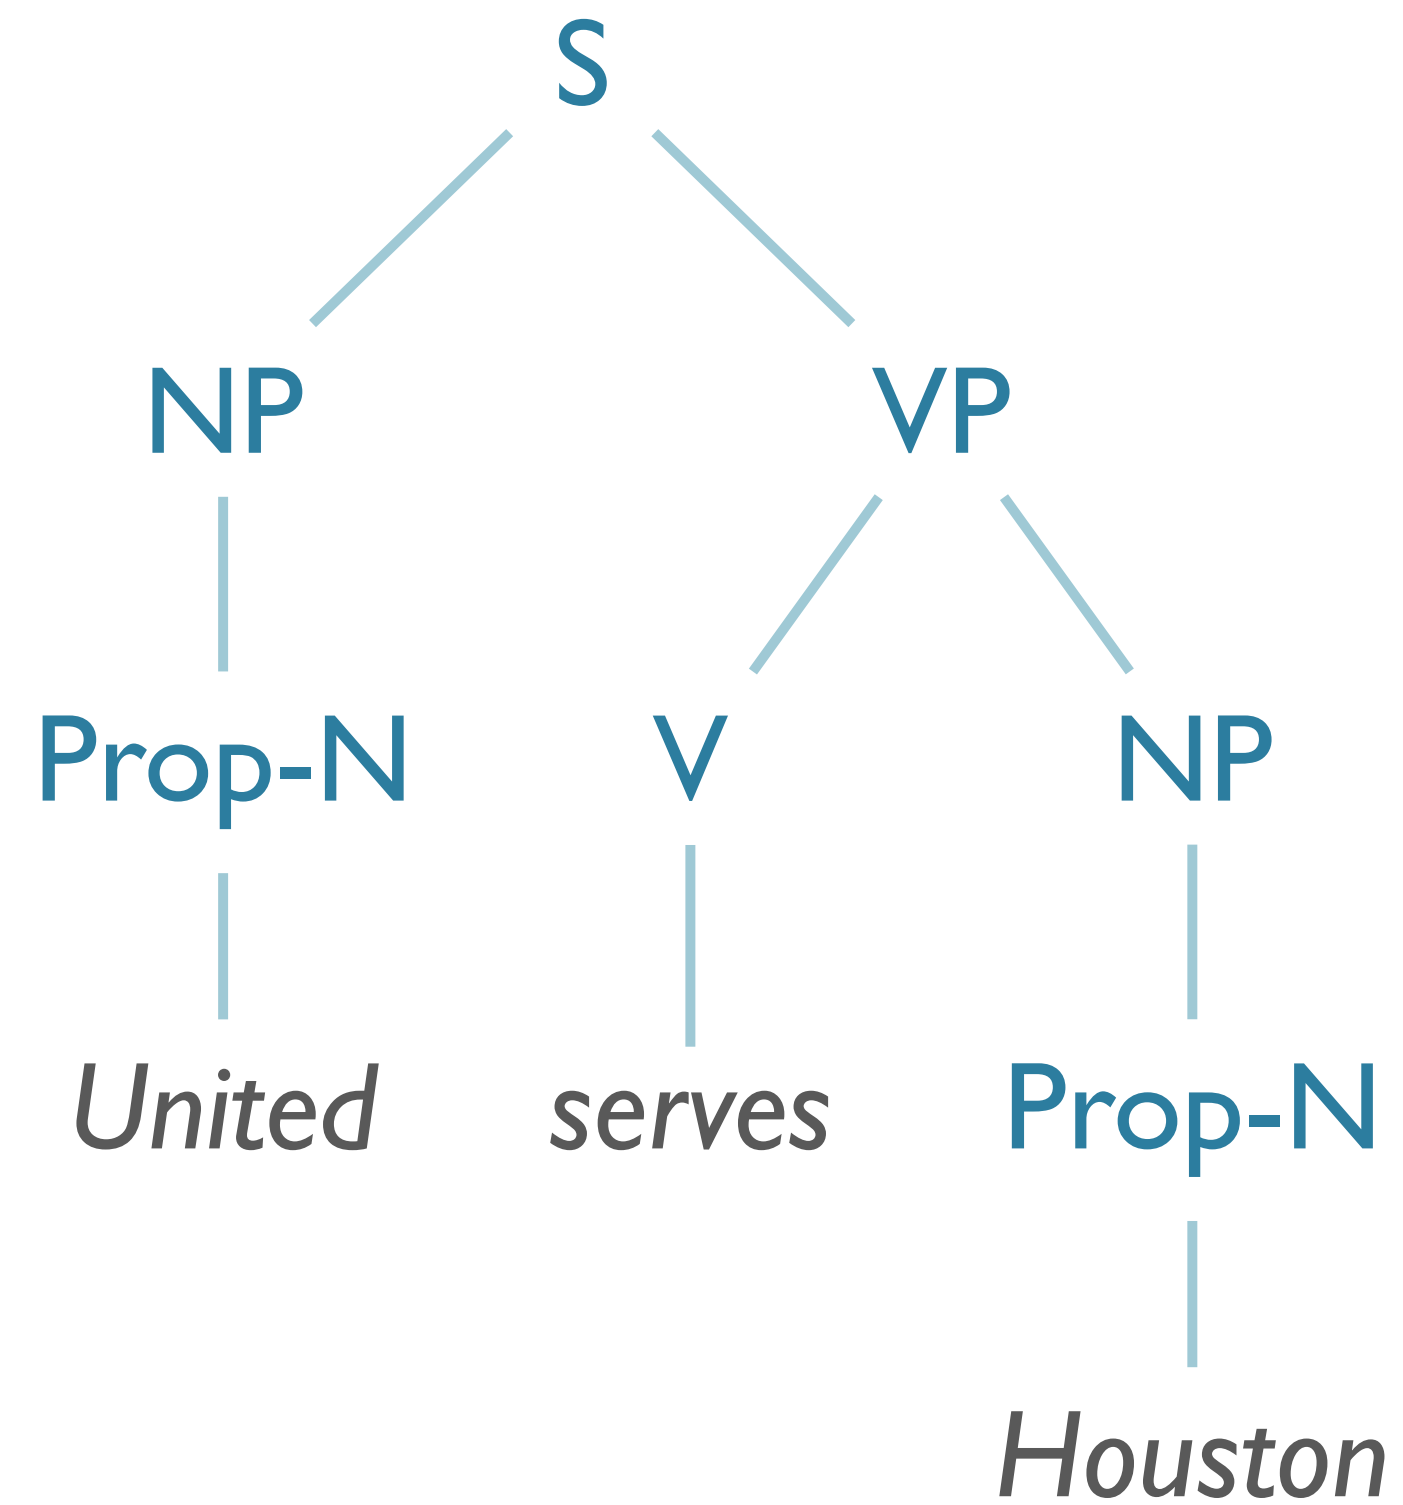 S
NP VP
Prop-N V NP
United serves Prop-N
Houston